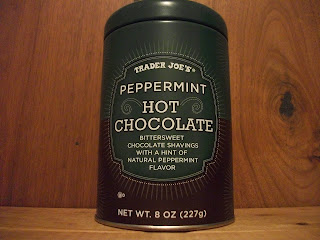 TRADER JOE'S®
PEPPERMINT
HOT
CHOCOLATE
BITTERSWEET
CHOCOLATE SHAVINGS
WITH A HINT OF
NATURAL PEPPERMINT
FLAVOR
NET WT. 8 OZ (227g)